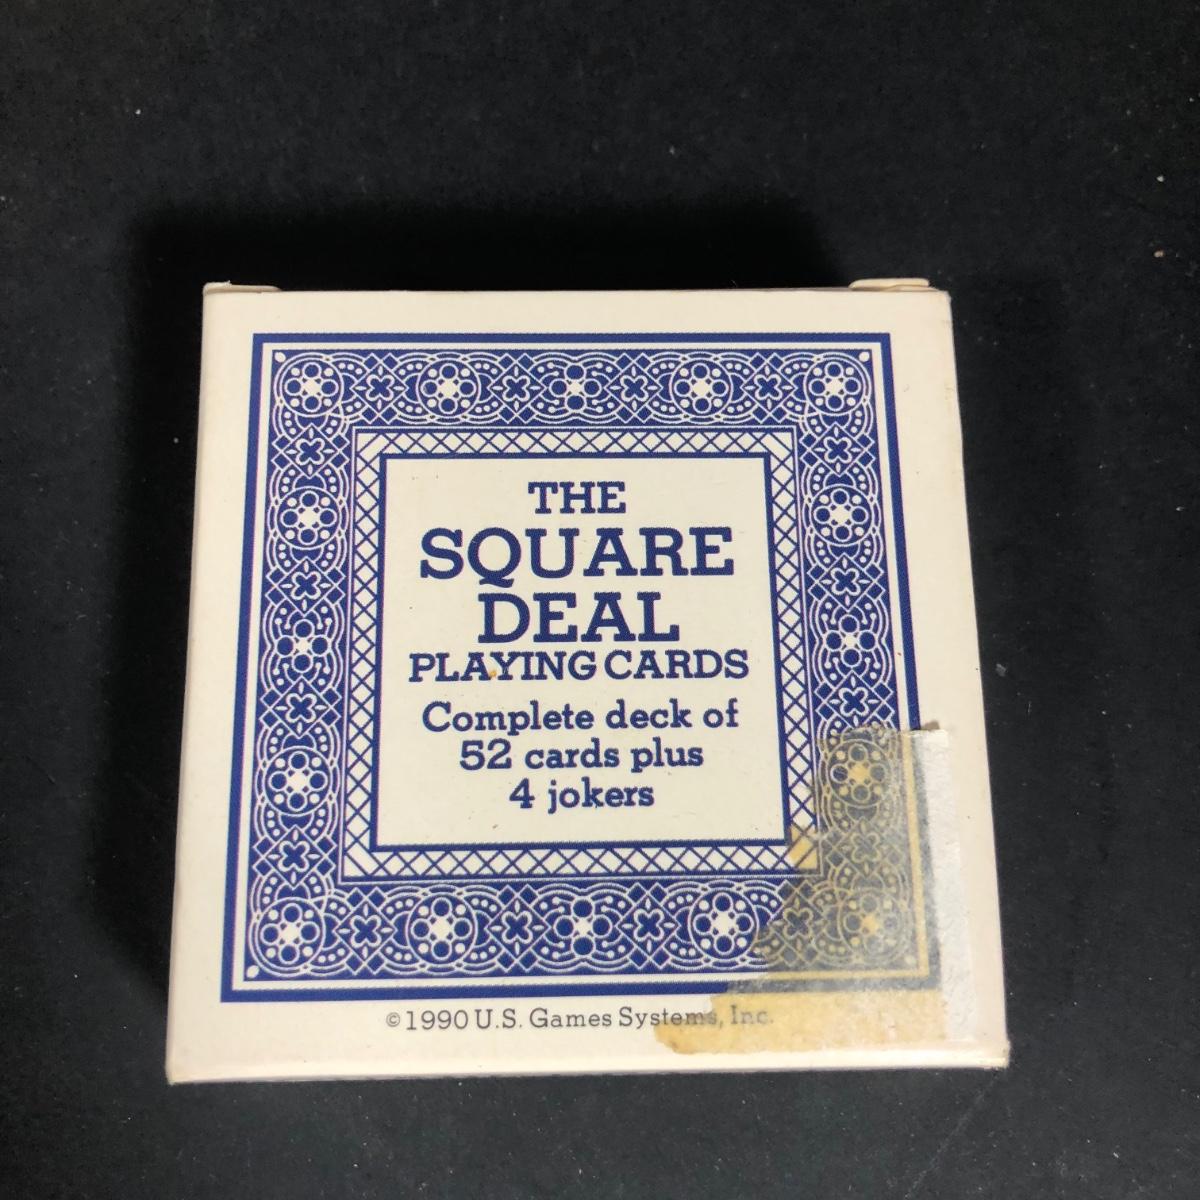 THE
SQUARE
DEAL
PLAYING CARDS
Complete deck of
52 cards plus
4 jokers
©1990 U.S. Games Systems, Inc.